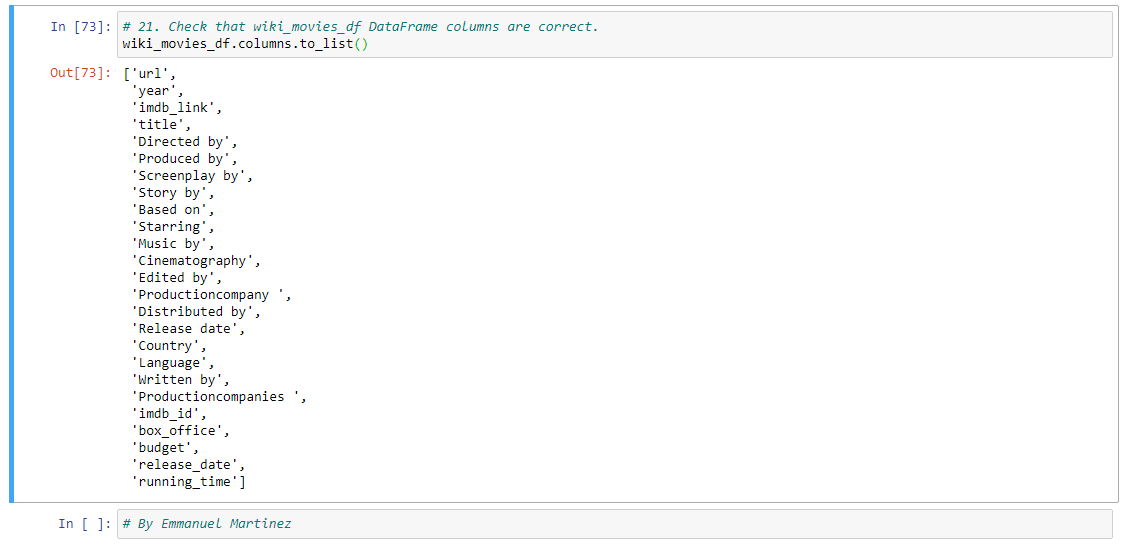 In [73]: # 21. Check that wiki_movies_df DataFrame columns are correct.
wiki_movies_df.columns.to_list()
Out[73]: ['url',
'year',
'imdb_link',
'title',
'Directed by',
'Produced by',
'Screenplay by',
'Story by',
'Based on',
'Starring',
'Music by',
'Cinematography',
'Edited by',
'Productioncompany ',
'Distributed by',
'Release date',
'Country',
'Language',
'Written by',
'Productioncompanies ',
'imdb_id',
'box_office',
'budget',
'release_date',
'running_time']
In [ ]: # By Emmanuel Martinez